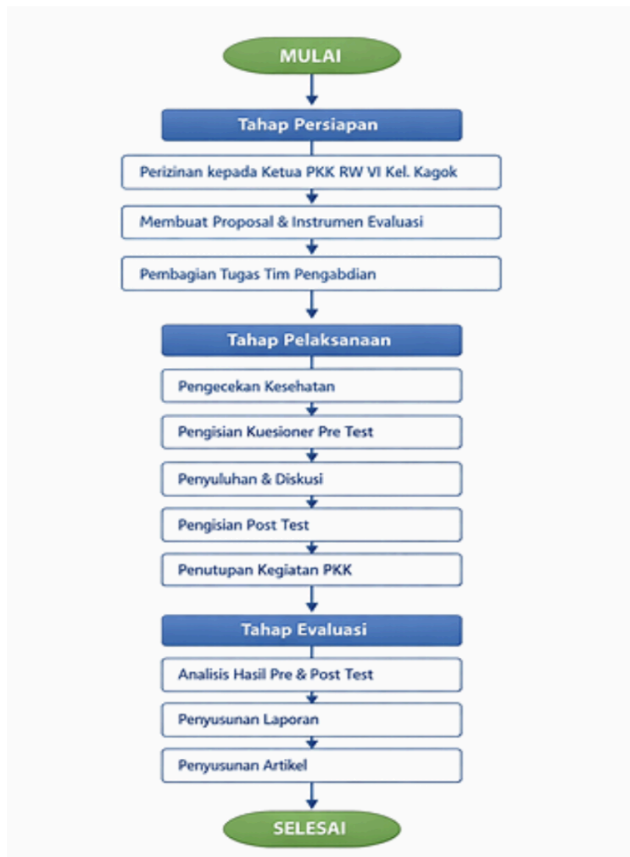 MULAI
Tahap Persiapan
Perizinan kepada Ketua PKK RW VI Kel. Kagok
Membuat Proposal & Instrumen Evaluasi
Pembagian Tugas Tim Pengabdian
Tahap Pelaksanaan
Pengecekan Kesehatan
Pengisian Kuesioner Pre Test
Penyuluhan & Diskusi
Pengisian Post Test
Penutupan Kegiatan PKK
Tahap Evaluasi
Analisis Hasil Pre & Post Test
Penyusunan Laporan
Penyusunan Artikel
SELESAI